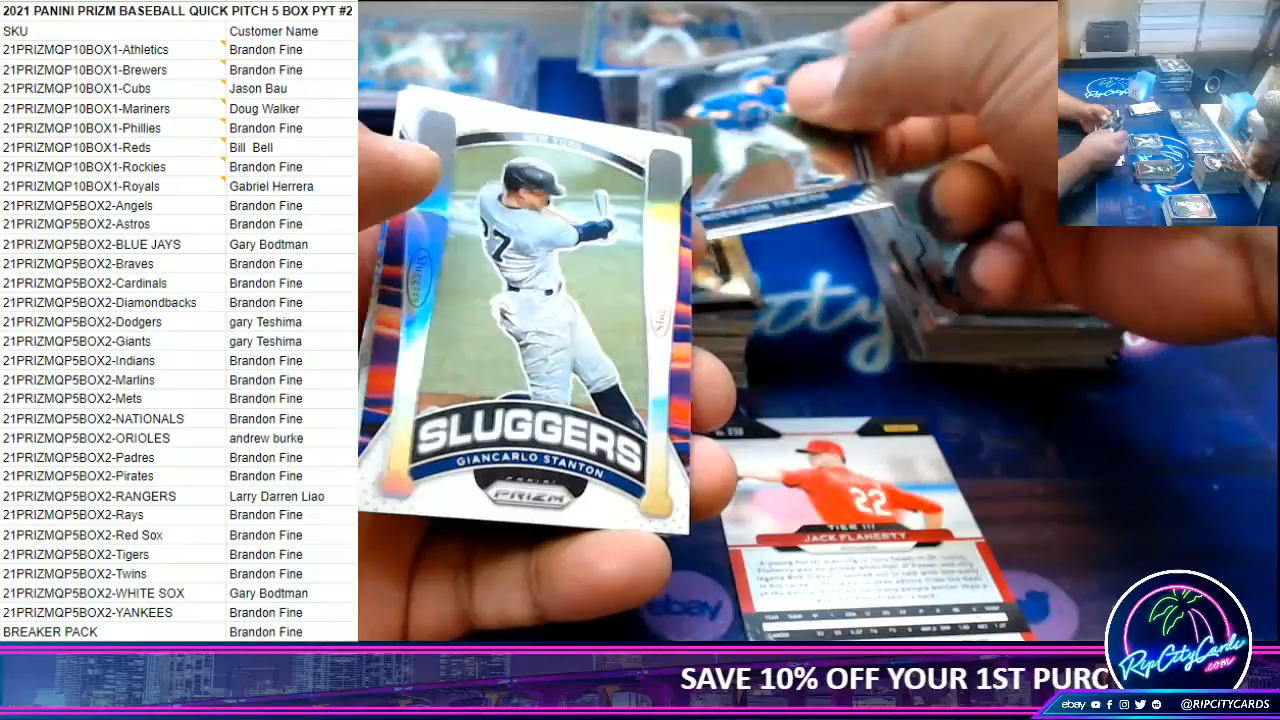 2021 PANINI PRIZM BASEBALL QUICK PITCH 5 BOX PYT #2
SKU Customer Name
21PRIZMQP10BOX1-Athletics Brandon Fine
21PRIZMQP10BOX1-Brewers Brandon Fine
21PRIZMQP10BOX1-Cubs Jason Bau
21PRIZMQP10BOX1-Mariners Doug Walker
21PRIZMQP10BOX1-Phillies Brandon Fine
21PRIZMQP10BOX1-Reds Bill Bell
21PRIZMQP10BOX1-Rockies Brandon Fine
21PRIZMQP10BOX1-Royals Gabriel Herrera
21PRIZMQP5BOX2-Angels Brandon Fine
21PRIZMQP5BOX2-Astros Brandon Fine
21PRIZMQP5BOX2-BLUE JAYS Gary Bodtman
21PRIZMQP5BOX2-Braves Brandon Fine
21PRIZMQP5BOX2-Cardinals Brandon Fine
21PRIZMQP5BOX2-Diamondbacks Brandon Fine
21PRIZMQP5BOX2-Dodgers gary Teshima
21PRIZMQP5BOX2-Giants gary Teshima
21PRIZMQP5BOX2-Indians Brandon Fine
21PRIZMQP5BOX2-Marlins Brandon Fine
21PRIZMQP5BOX2-Mets Brandon Fine
21PRIZMQP5BOX2-NATIONALS Brandon Fine
21PRIZMQP5BOX2-ORIOLES andrew burke
21PRIZMQP5BOX2-Padres Brandon Fine
21PRIZMQP5BOX2-Pirates Brandon Fine
21PRIZMQP5BOX2-RANGERS Larry Darren Liao
21PRIZMQP5BOX2-Rays Brandon Fine
21PRIZMQP5BOX2-Red Sox Brandon Fine
21PRIZMQP5BOX2-Tigers Brandon Fine
21PRIZMQP5BOX2-Twins Brandon Fine
21PRIZMQP5BOX2-WHITE SOX Gary Bodtman
21PRIZMQP5BOX2-YANKEES Brandon Fine
BREAKER PACK Brandon Fine
NEW YORK
27
SLUGGERS
GIANCARLO STANTON
PANINI
PRIZM
22
TIER III
JACK FLAHERTY
SAVE 10% OFF YOUR 1ST PURC
RipCityCards
.com
ebay @RIPCITYCARDS